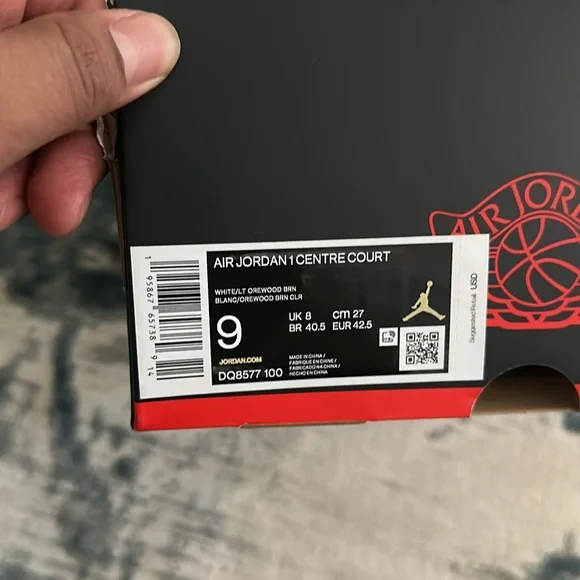 AIR JORDAN
AIR JORDAN 1 CENTRE COURT
WHITE/LT OREWOOD BRN
BLANC/OREWOOD BRN CLR
9
UK 8
cm 27
BR 40.5
EUR 42.5
JORDAN.COM
DQ8577 100
MADE IN CHINA/
FABRIQUE EN CHINE/
FABRICADO NA CHINA/
HECHO EN CHINA
1 95867 65738 9 14
Suggested Retail USD